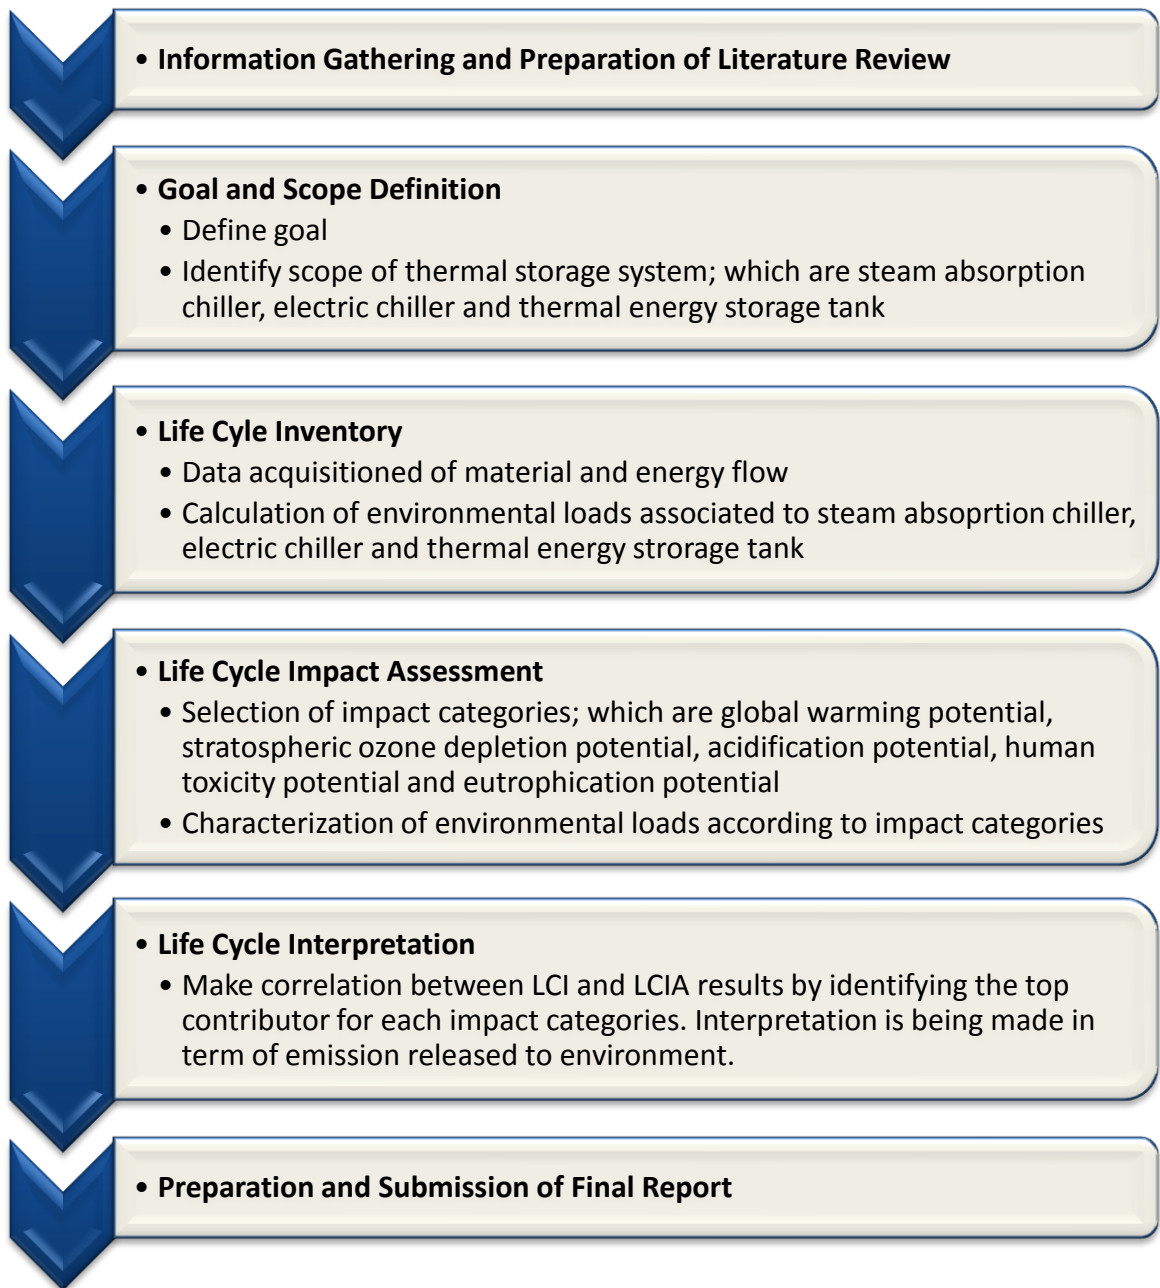 • Information Gathering and Preparation of Literature Review
• Goal and Scope Definition
• Define goal
• Identify scope of thermal storage system; which are steam absorption
chiller, electric chiller and thermal energy storage tank
• Life Cyle Inventory
• Data acquisitioned of material and energy flow
• Calculation of environmental loads associated to steam absoprtion chiller,
electric chiller and thermal energy strorage tank
• Life Cycle Impact Assessment
• Selection of impact categories; which are global warming potential,
stratospheric ozone depletion potential, acidification potential, human
toxicity potential and eutrophication potential
• Characterization of environmental loads according to impact categories
• Life Cycle Interpretation
• Make correlation between LCI and LCIA results by identifying the top
contributor for each impact categories. Interpretation is being made in
term of emission released to environment.
• Preparation and Submission of Final Report